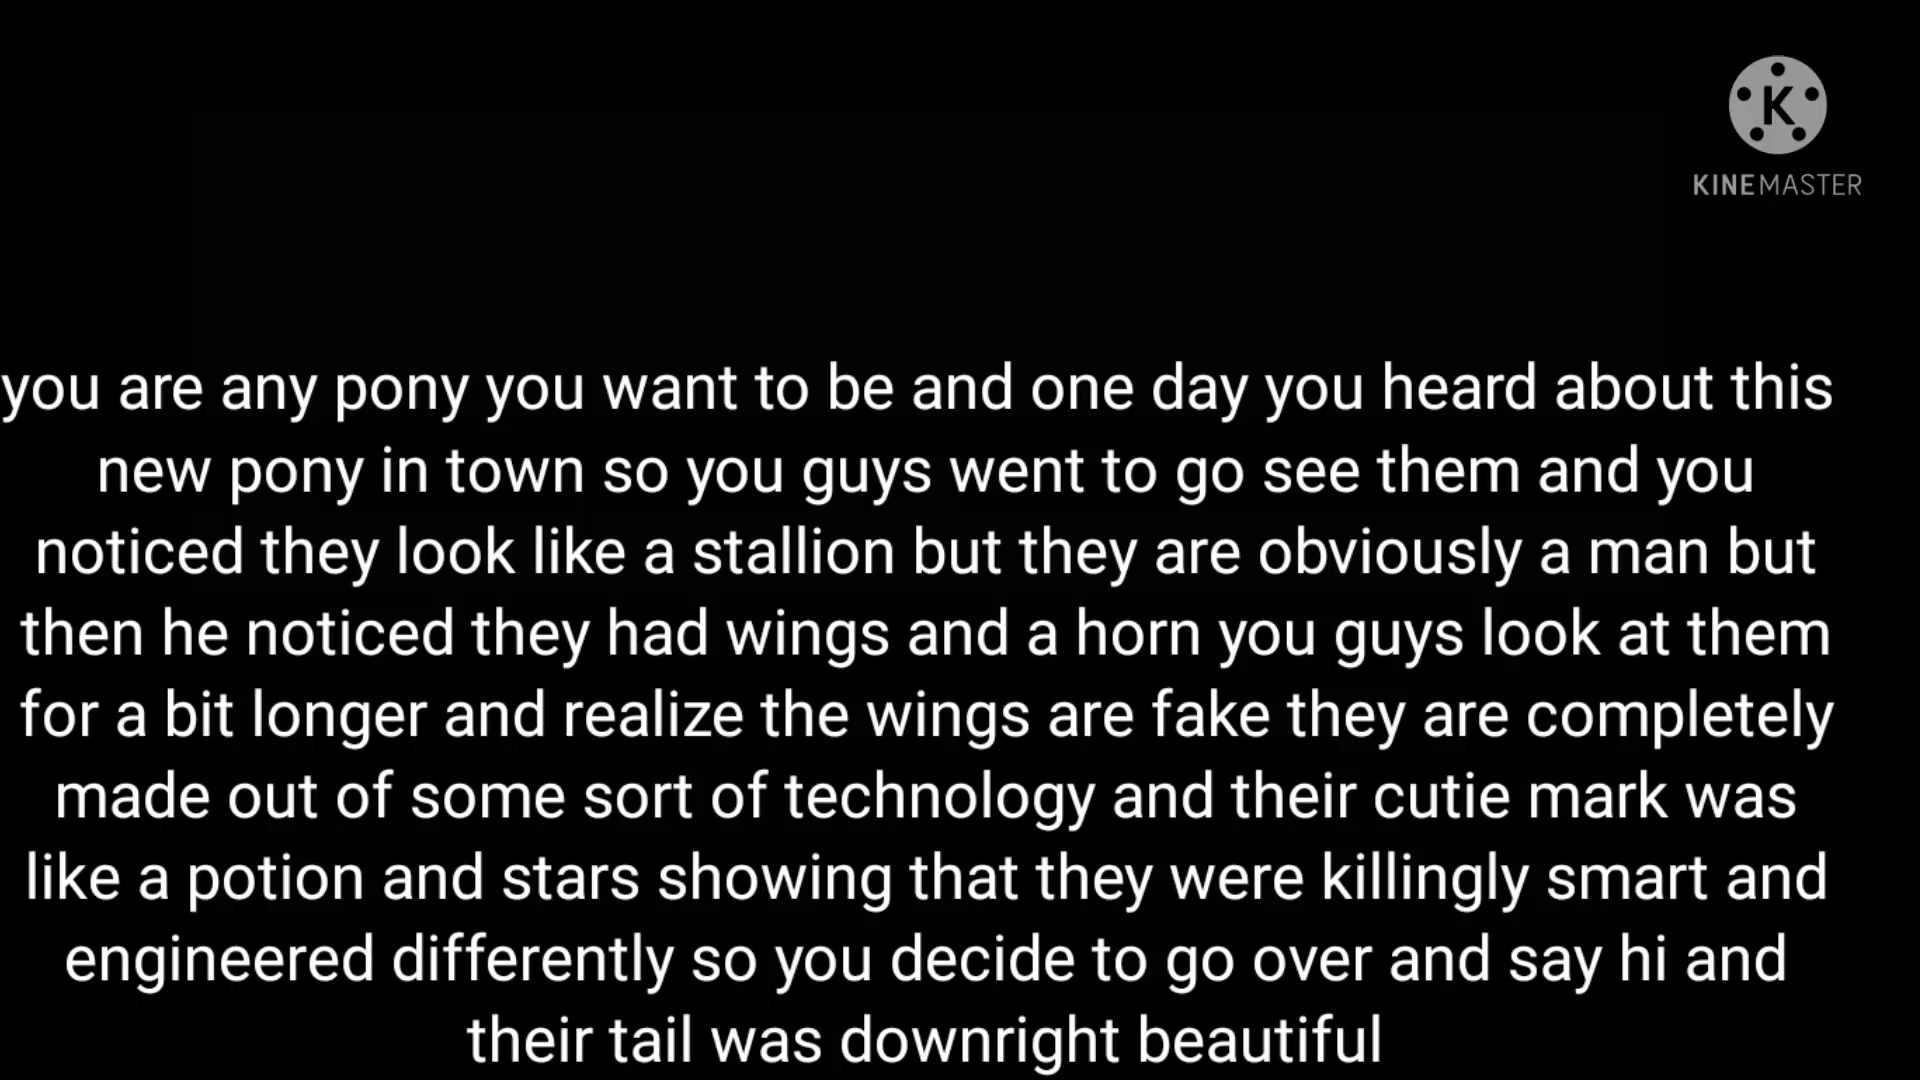 K
KINEMASTER
you are any pony you want to be and one day you heard about this
new pony in town so you guys went to go see them and you
noticed they look like a stallion but they are obviously a man but
then he noticed they had wings and a horn you guys look at them
for a bit longer and realize the wings are fake they are completely
made out of some sort of technology and their cutie mark was
like a potion and stars showing that they were killingly smart and
engineered differently so you decide to go over and say hi and
their tail was downright beautiful